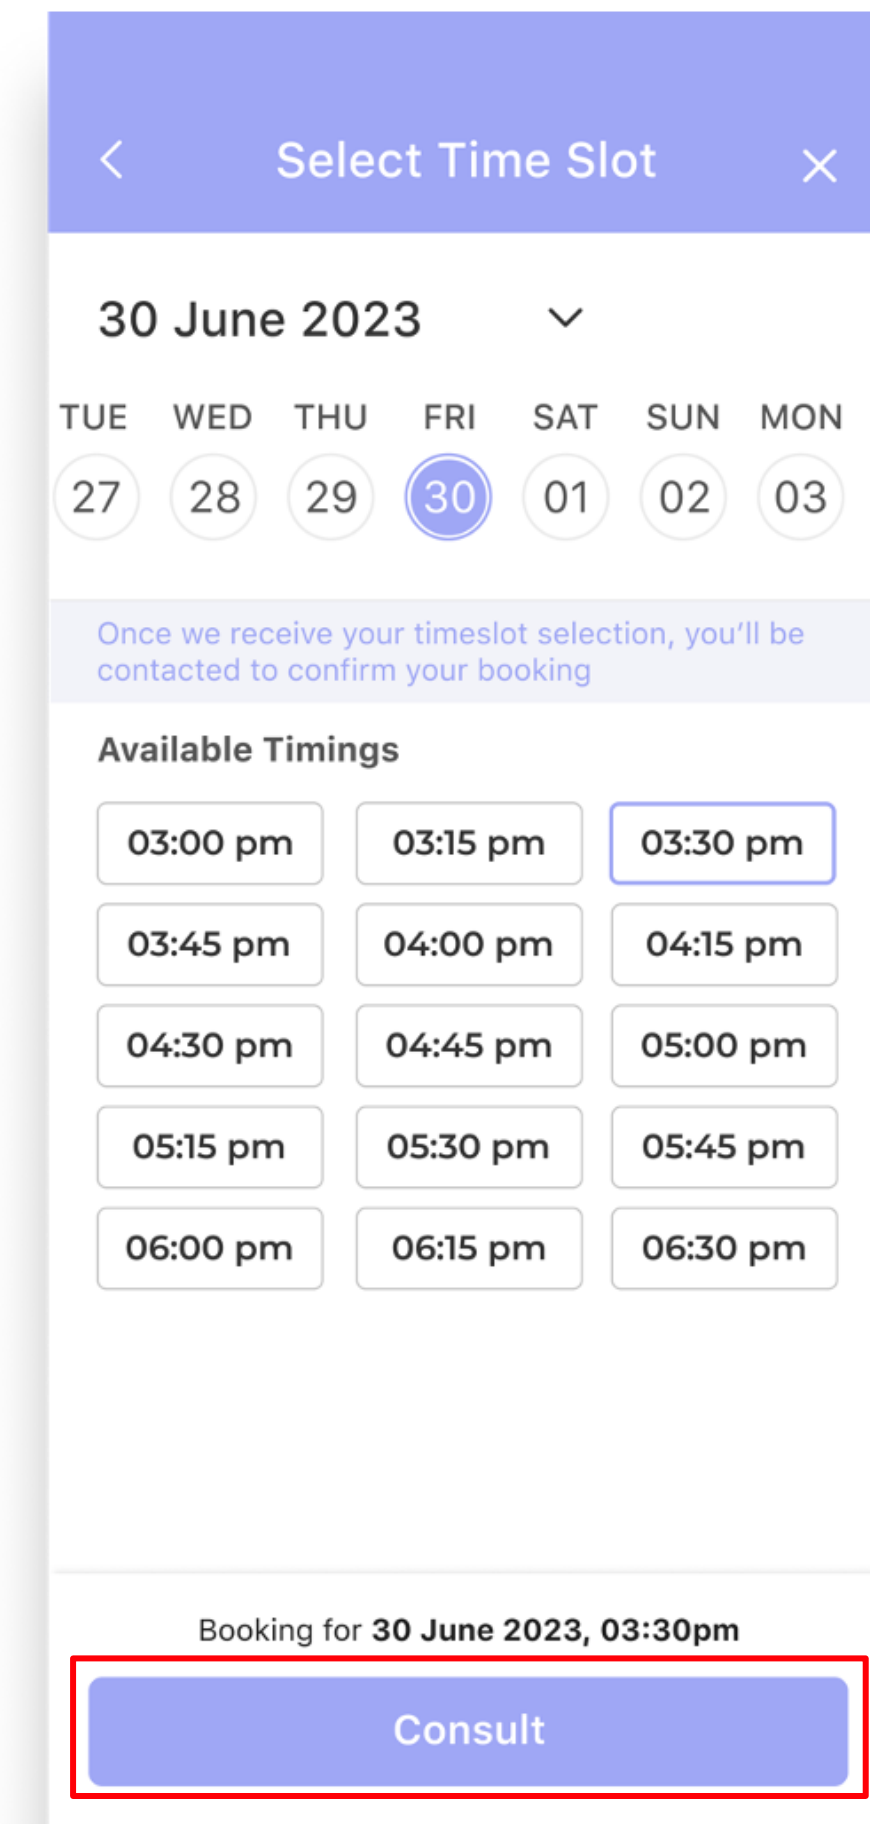 Select Time Slot
30 June 2023
TUE WED THU FRI SAT SUN MON
27 28 29 30 01 02 03
Once we receive your timeslot selection, you’ll be
contacted to confirm your booking
Available Timings
03:00 pm 03:15 pm 03:30 pm
03:45 pm 04:00 pm 04:15 pm
04:30 pm 04:45 pm 05:00 pm
05:15 pm 05:30 pm 05:45 pm
06:00 pm 06:15 pm 06:30 pm
Booking for 30 June 2023, 03:30pm
Consult